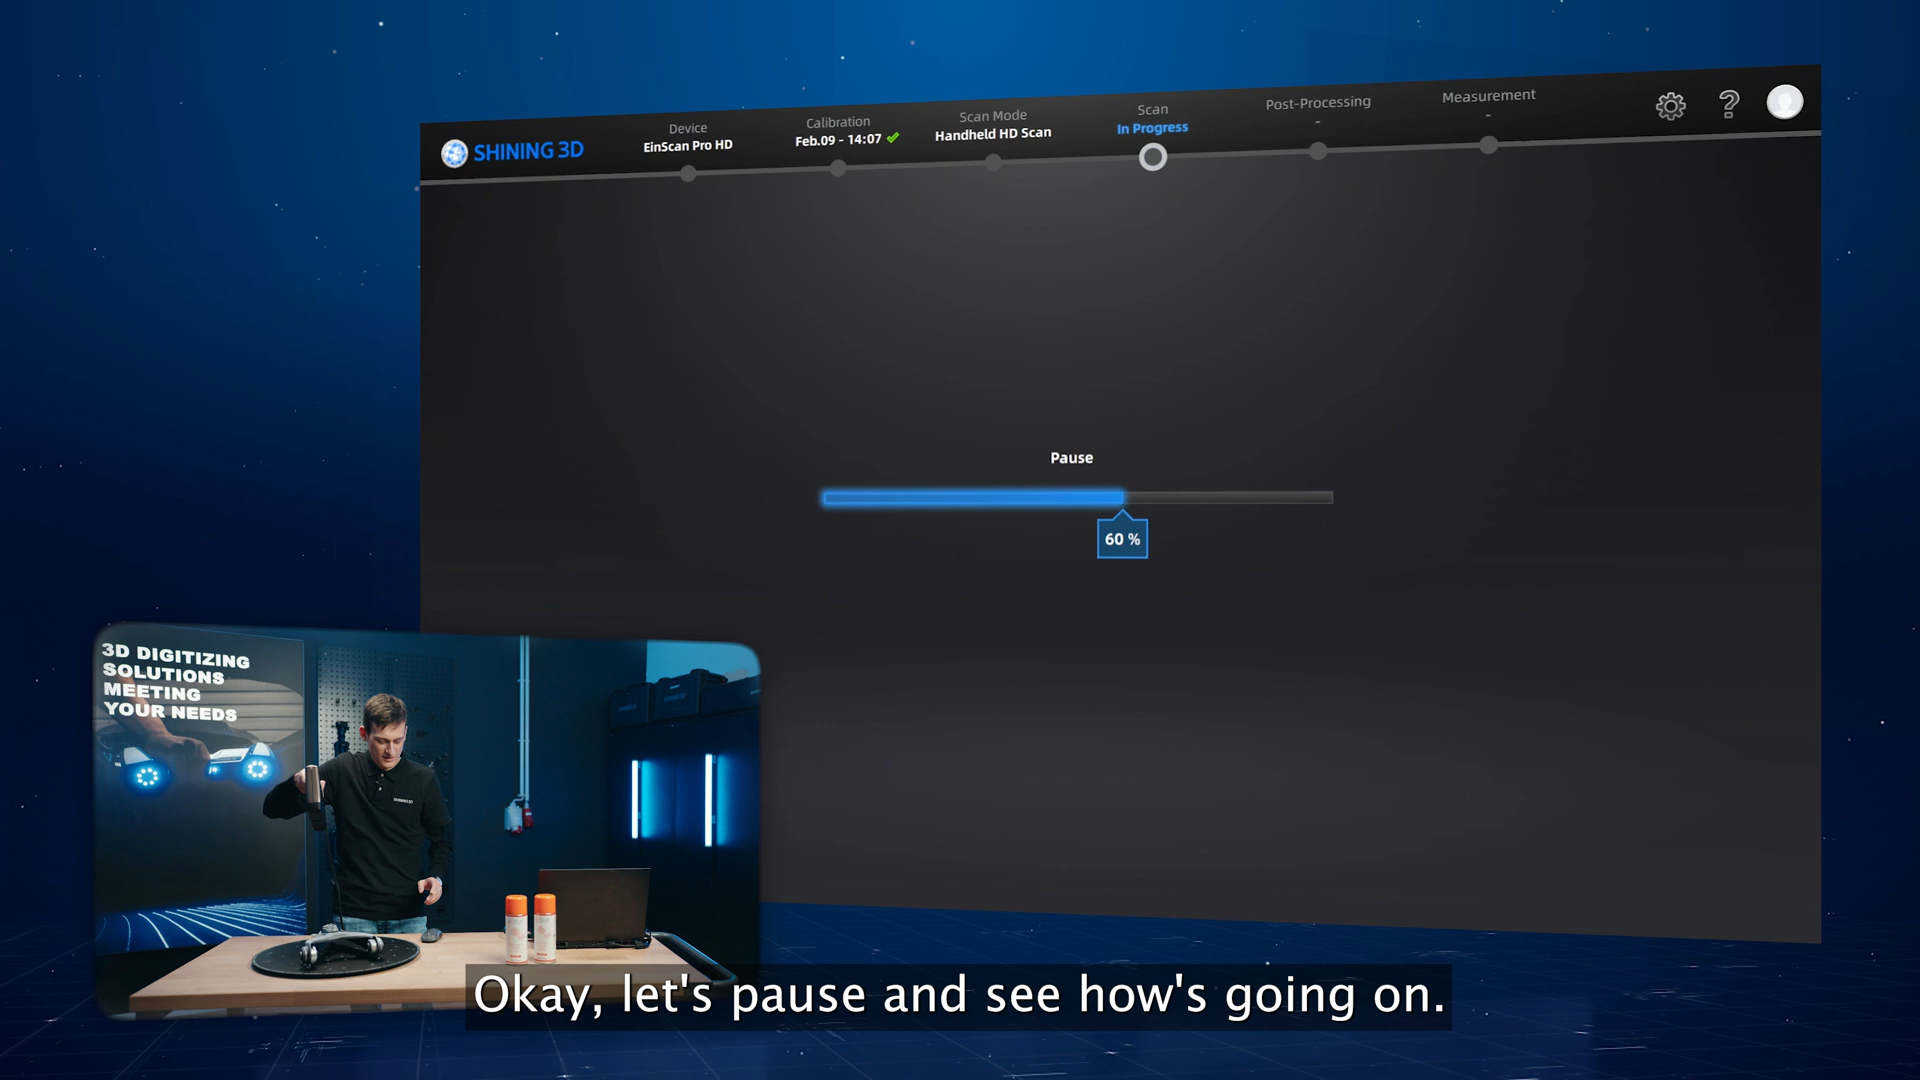 SHINING 3D
Device
EinScan Pro HD
Calibration
Feb.09 - 14:07
Scan Mode
Handheld HD Scan
Scan
In Progress
Post-Processing
-
Measurement
-
Pause
60 %
3D DIGITIZING
SOLUTIONS
MEETING
YOUR NEEDS
SHINING 3D
Okay, let's pause and see how's going on.